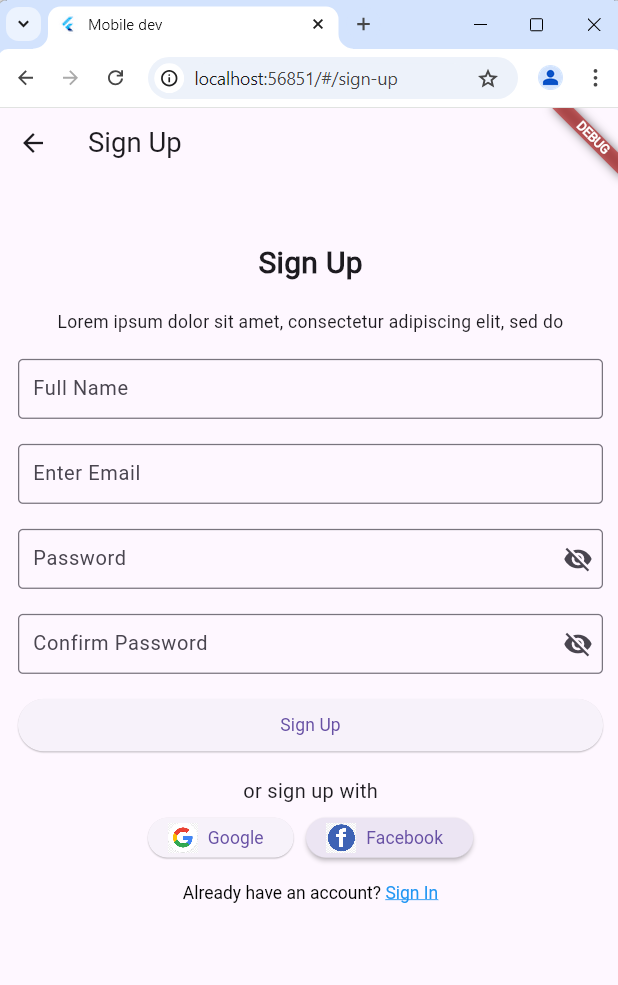 Mobile dev
localhost:56851/#/sign-up
Sign Up
DEBUG
Sign Up
Lorem ipsum dolor sit amet, consectetur adipiscing elit, sed do
Full Name
Enter Email
Password
Confirm Password
Sign Up
or sign up with
Google
Facebook
Already have an account? Sign In